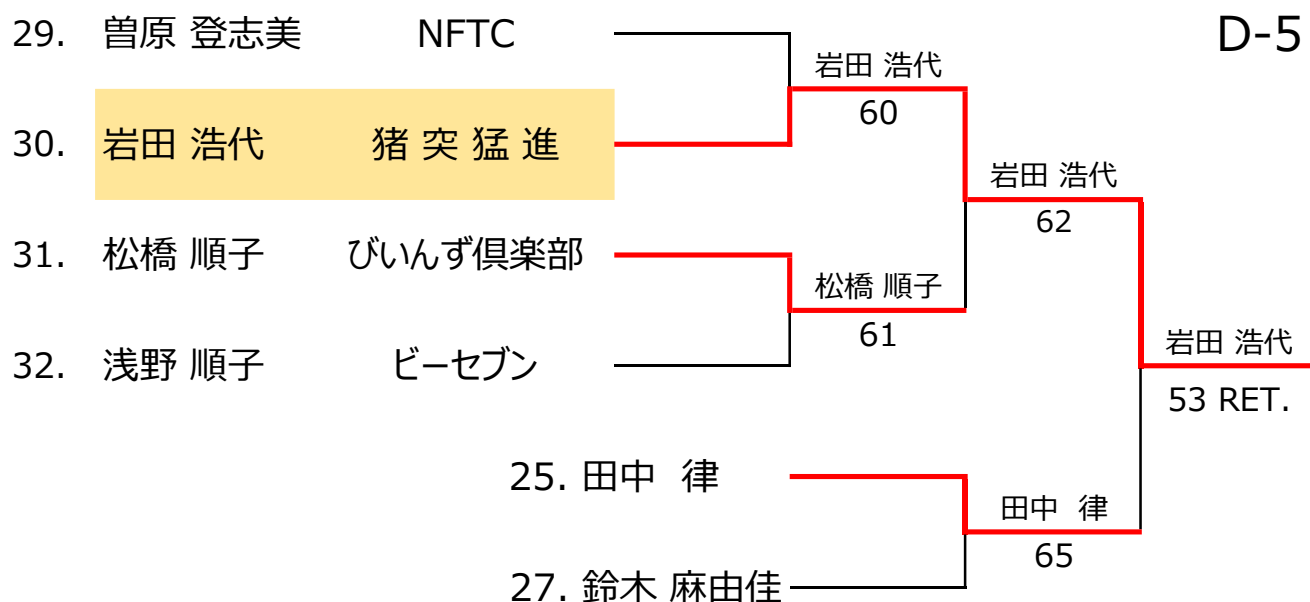 29. 曽原 登志美 NFTC
D-5
岩田 浩代
60
30. 岩田 浩代 猪 突 猛 進
岩田 浩代
62
31. 松橋 順子 びいんず倶楽部
松橋 順子
61
岩田 浩代
53 RET.
32. 浅野 順子 ビーセブン
25. 田中 律
田中 律
65
27. 鈴木 麻由佳